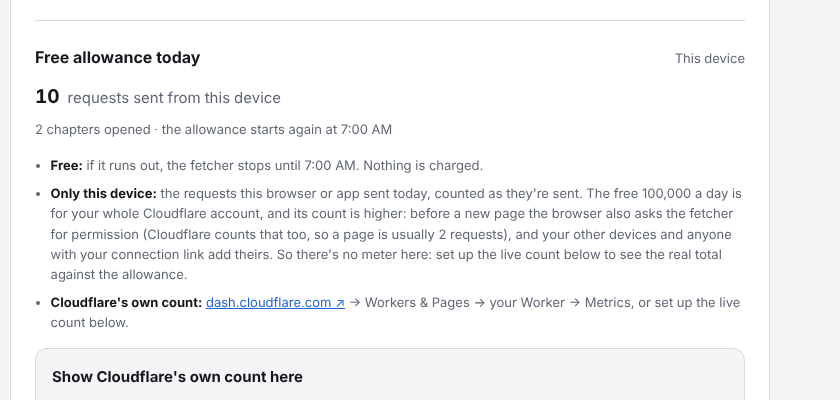 Free allowance today
This device
10 requests sent from this device
2 chapters opened · the allowance starts again at 7:00 AM
• Free: if it runs out, the fetcher stops until 7:00 AM. Nothing is charged.
• Only this device: the requests this browser or app sent today, counted as they're sent. The free 100,000 a day is
for your whole Cloudflare account, and its count is higher: before a new page the browser also asks the fetcher
for permission (Cloudflare counts that too, so a page is usually 2 requests), and your other devices and anyone
with your connection link add theirs. So there's no meter here: set up the live count below to see the real total
against the allowance.
• Cloudflare's own count: dash.cloudflare.com ↗ → Workers & Pages → your Worker → Metrics, or set up the live
count below.
Show Cloudflare's own count here